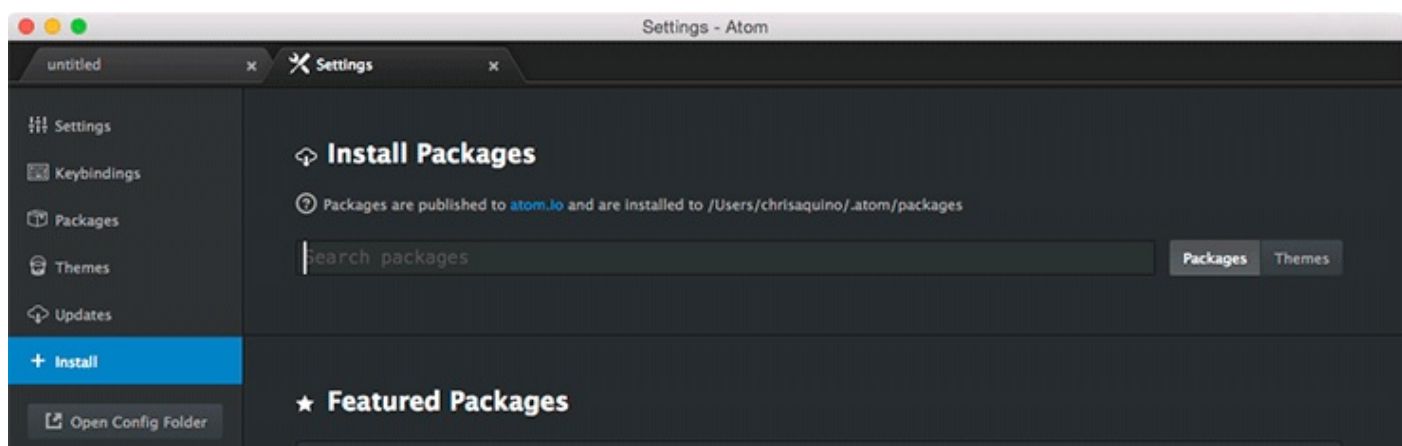 Settings - Atom
untitled
Settings
Settings
Keybindings
Packages
Themes
Updates
Install
Open Config Folder
Install Packages
Packages are published to atom.io and are installed to /Users/chrisaquino/.atom/packages
Search packages
Packages Themes
Featured Packages